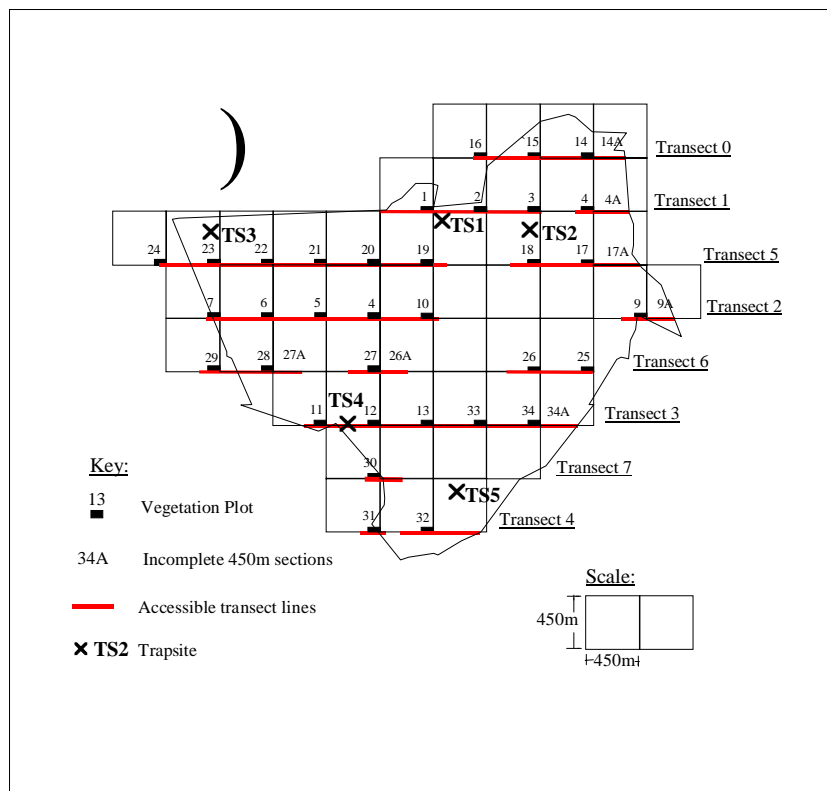 16 15 14 14A Transect 0
1 2 3 4 4A Transect 1
TS3 TS1 TS2
24 23 22 21 20 19 18 17 17A Transect 5
7 6 5 4 10 9 9A Transect 2
29 28 27A 27 26A 26 25 Transect 6
TS4
11 12 13 33 34 34A Transect 3
30 Transect 7
TS5
31 32 Transect 4
Key:
13 Vegetation Plot
34A Incomplete 450m sections
Accessible transect lines
TS2 Trapsite
Scale:
450m
450m